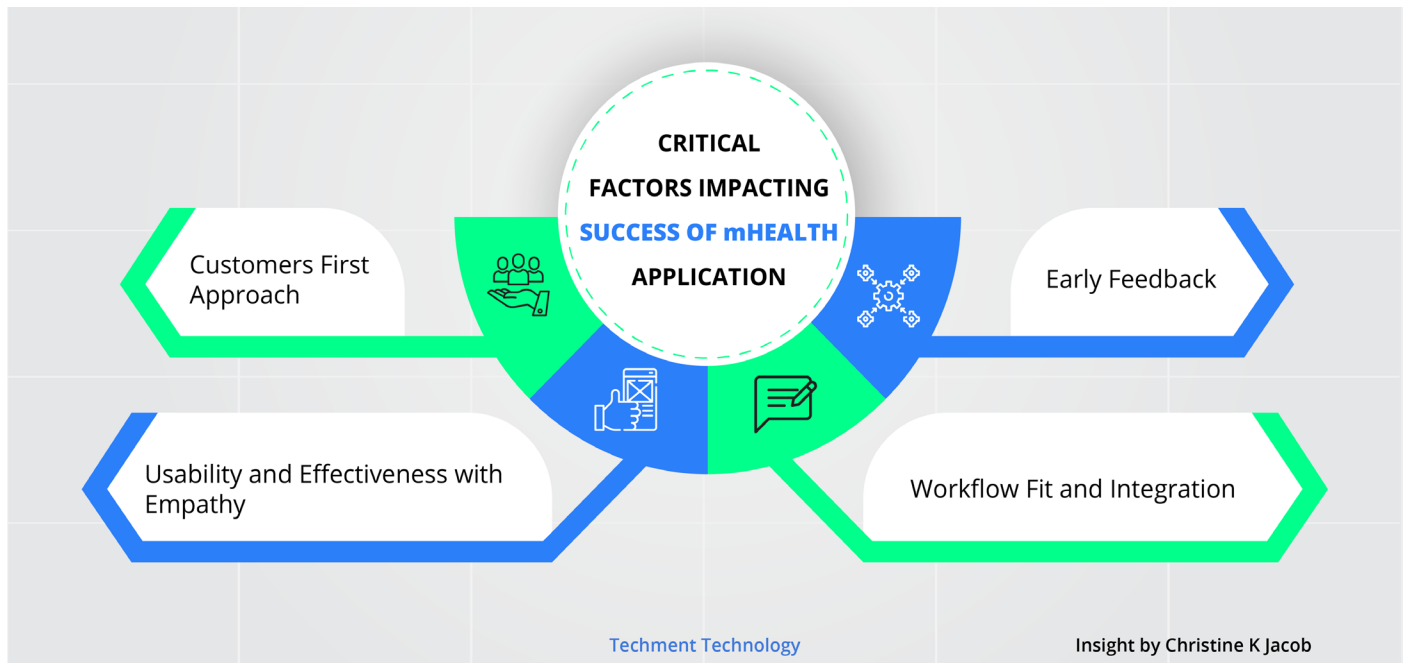 CRITICAL
FACTORS IMPACTING
SUCCESS OF mHEALTH
APPLICATION
Customers First
Approach
Early Feedback
Usability and Effectiveness with
Empathy
Workflow Fit and Integration
Techment Technology
Insight by Christine K Jacob